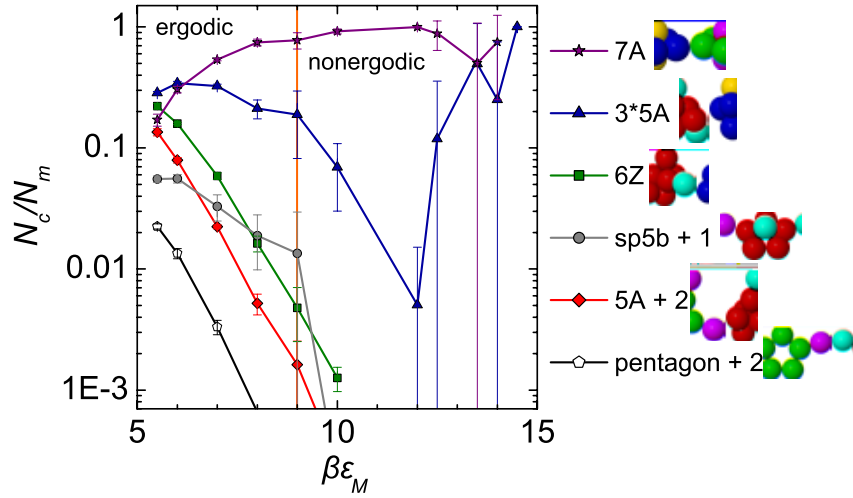 ergodic
nonergodic
1
0.1
0.01
1E-3
N_c/N_m
5
10
15
βε_M
7A
3*5A
6Z
sp5b + 1
5A + 2
pentagon + 2